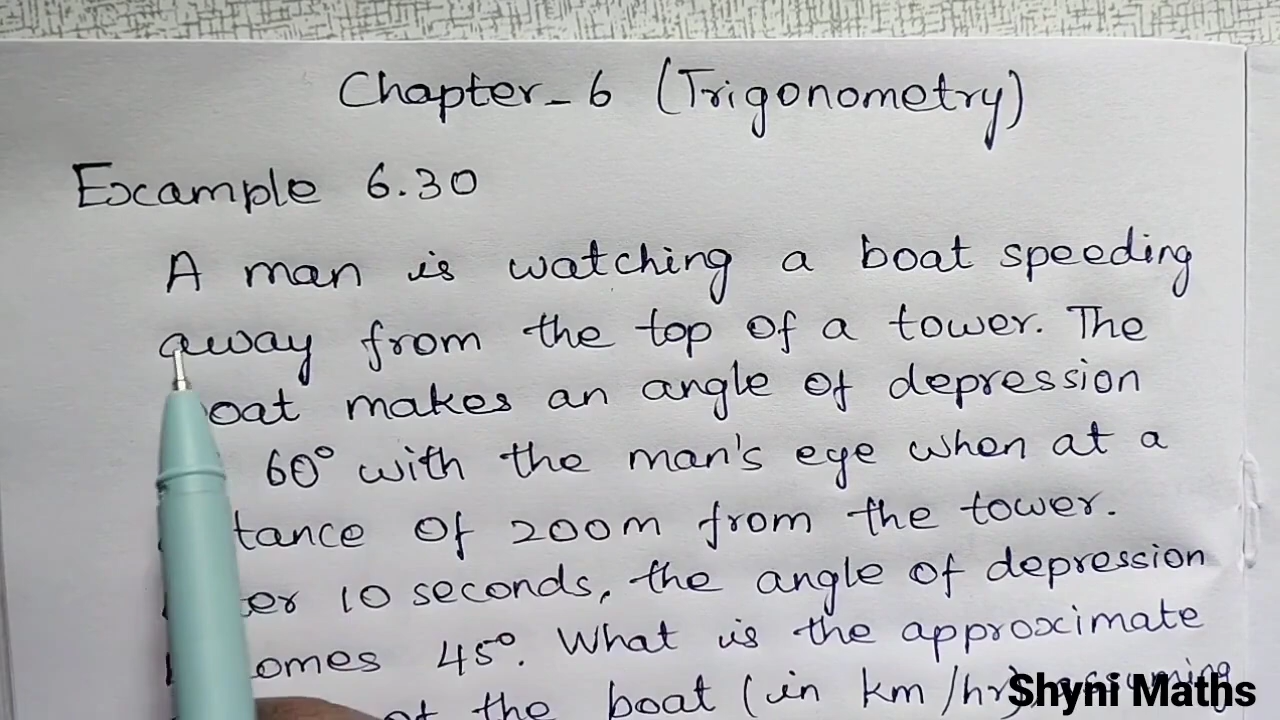 Chapter-6 (Trigonometry)
Example 6.30
A man is watching a boat speeding
away from the top of a tower. The
oat makes an angle of depression
60° with the man's eye when at a
tance of 200m from the tower.
er 10 seconds, the angle of depression
omes 45°. What is the approximate
of the boat (in km/hr), assuming
Shyni Maths